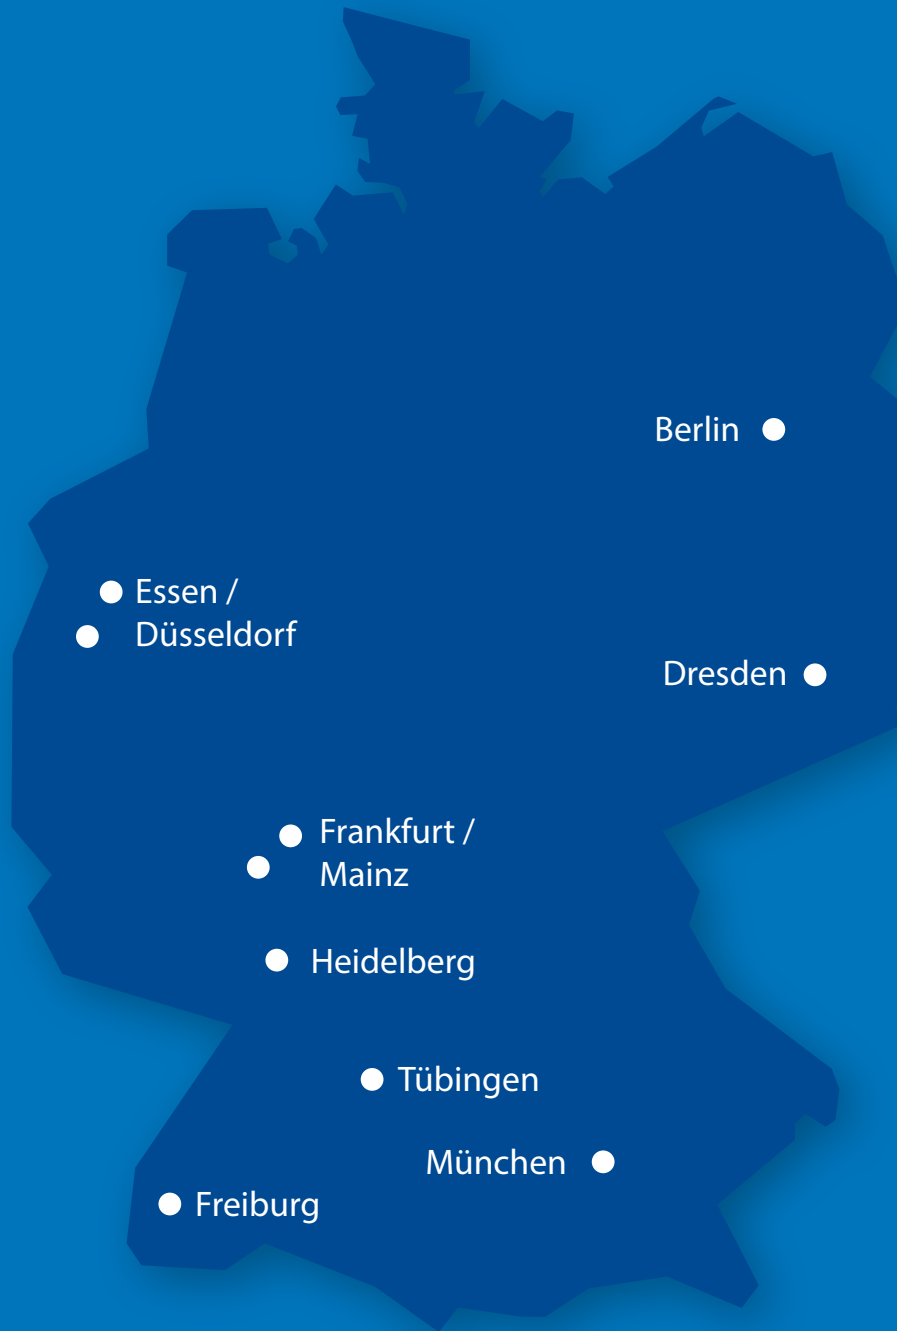 Berlin
Essen /
Düsseldorf
Dresden
Frankfurt /
Mainz
Heidelberg
Tübingen
München
Freiburg